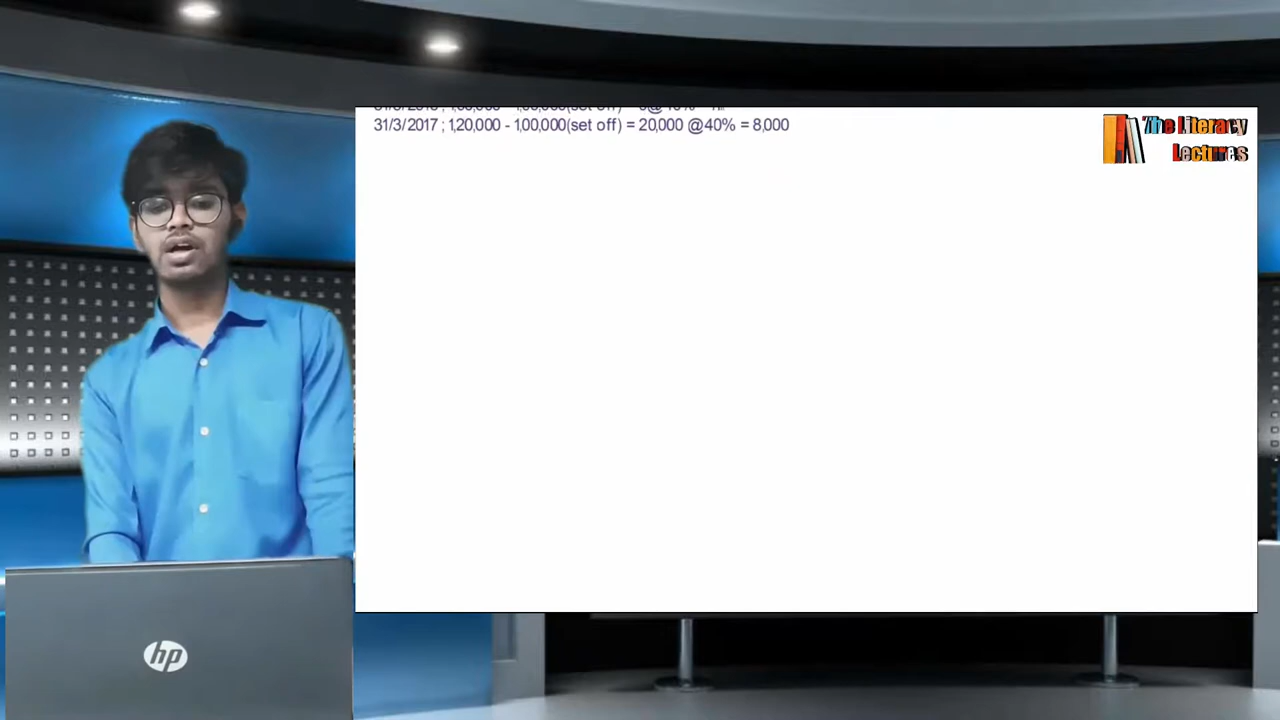 31/3/2017 ; 1,20,000 - 1,00,000(set off) = 20,000 @40% = 8,000
The Literacy
Lectures
hp